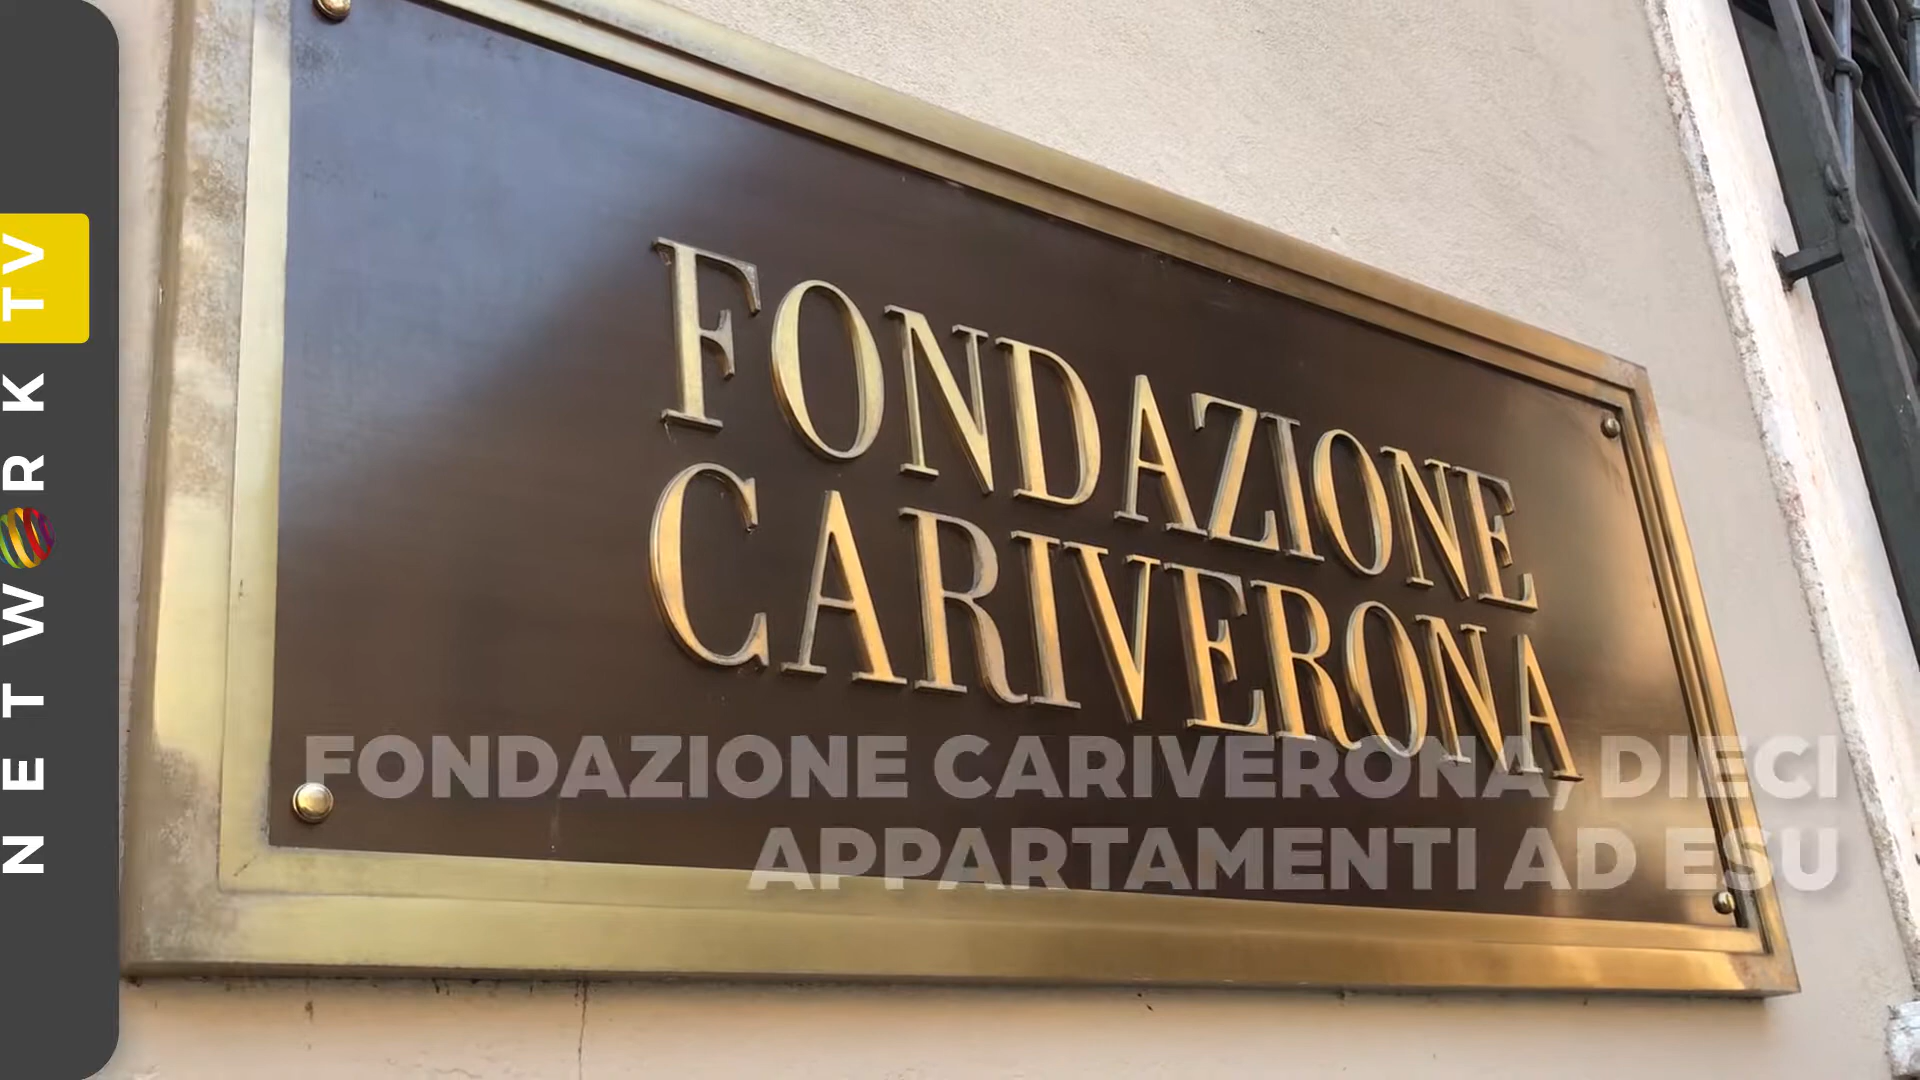 NETWORK TV
FONDAZIONE
CARIVERONA
FONDAZIONE CARIVERONA, DIECI
APPARTAMENTI AD ESU